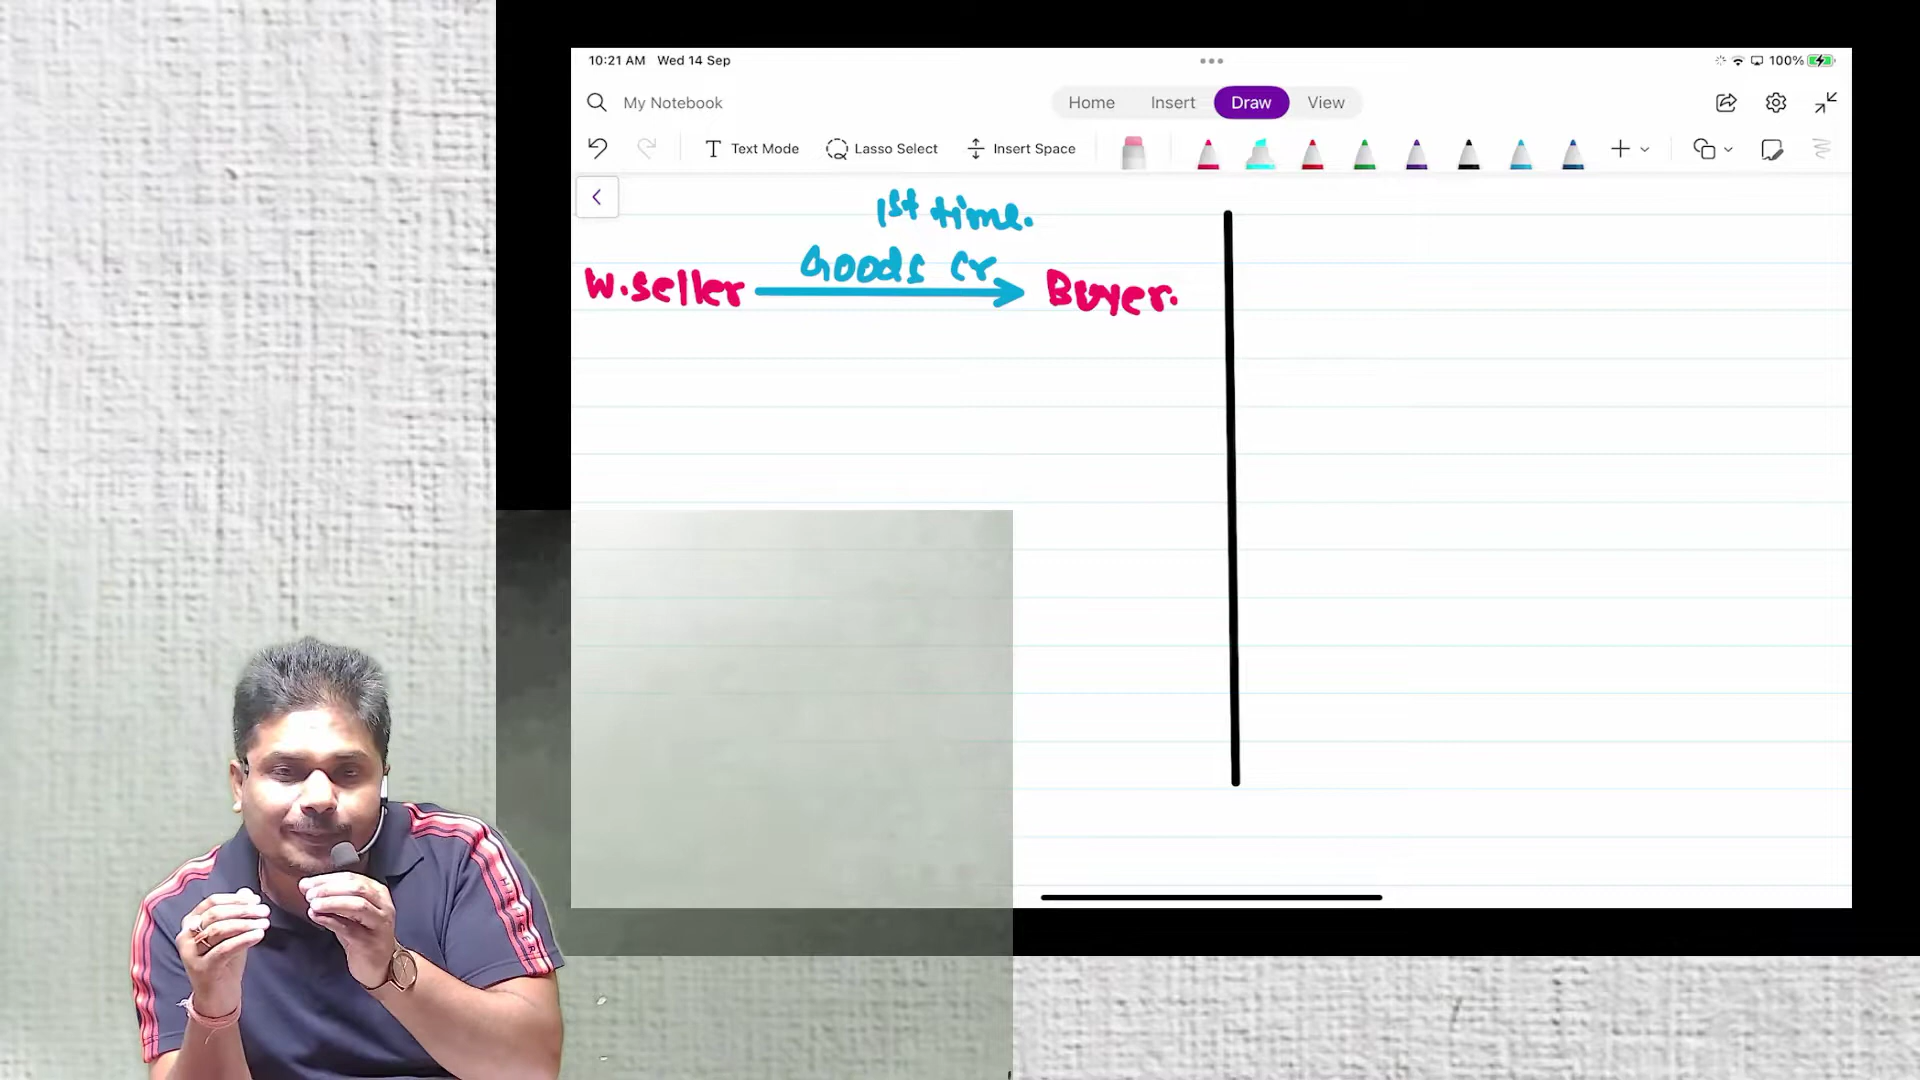 10:21 AM Wed 14 Sep
100%
My Notebook
Home Insert Draw View
Text Mode Lasso Select Insert Space
1st time.
Goods Cr
W.seller Buyer.